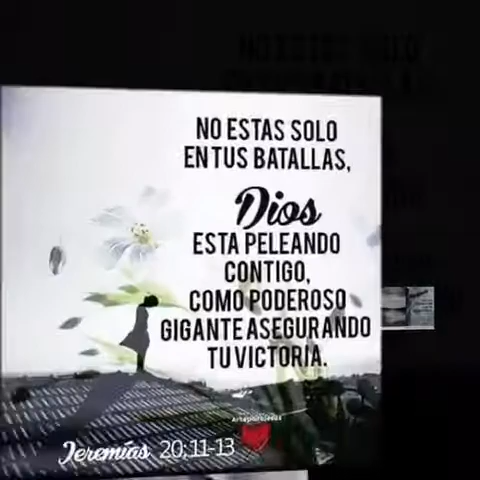 NO ESTAS SOLO
EN TUS BATALLAS,
Dios
ESTA PELEANDO
CONTIGO,
COMO PODEROSO
GIGANTE ASEGURANDO
TU VICTORIA.
Jeremías 20:11-13